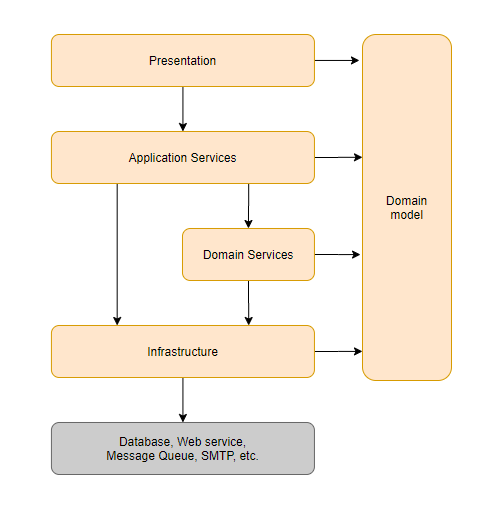 Presentation
Application Services
Domain
model
Domain Services
Infrastructure
Database, Web service,
Message Queue, SMTP, etc.